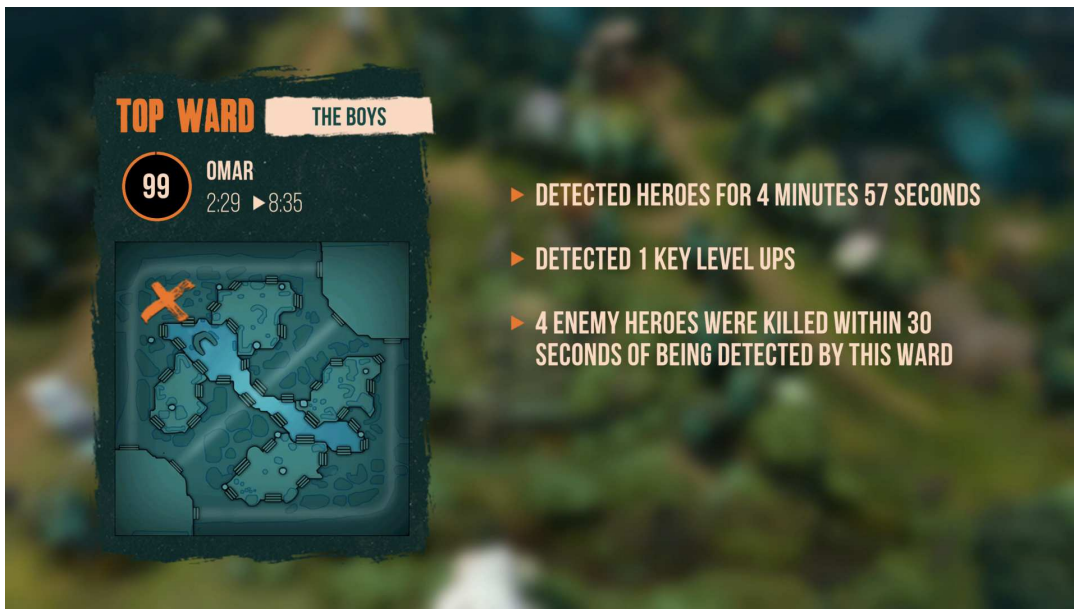 TOP WARD
THE BOYS
99
OMAR
2:29 ▶8:35
DETECTED HEROES FOR 4 MINUTES 57 SECONDS
DETECTED 1 KEY LEVEL UPS
4 ENEMY HEROES WERE KILLED WITHIN 30
SECONDS OF BEING DETECTED BY THIS WARD